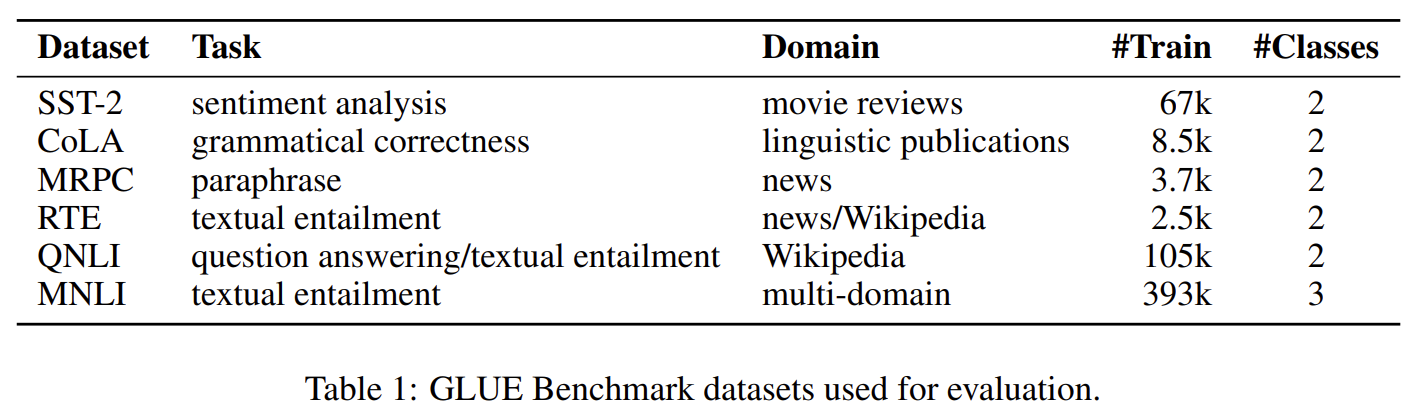 Dataset Task Domain #Train #Classes
SST-2 sentiment analysis movie reviews 67k 2
CoLA grammatical correctness linguistic publications 8.5k 2
MRPC paraphrase news 3.7k 2
RTE textual entailment news/Wikipedia 2.5k 2
QNLI question answering/textual entailment Wikipedia 105k 2
MNLI textual entailment multi-domain 393k 3
Table 1: GLUE Benchmark datasets used for evaluation.